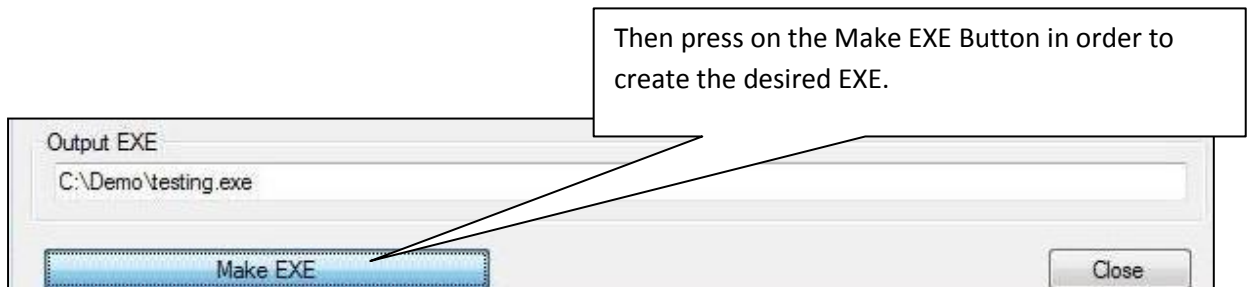 Then press on the Make EXE Button in order to
create the desired EXE.
Output EXE
C:\Demo\testing.exe
Make EXE
Close